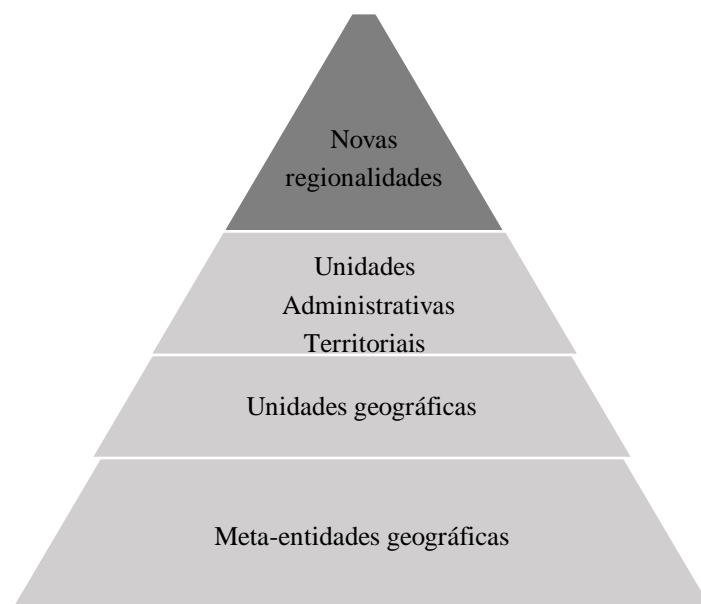 Novas
regionalidades
Unidades
Administrativas
Territoriais
Unidades geográficas
Meta-entidades geográficas